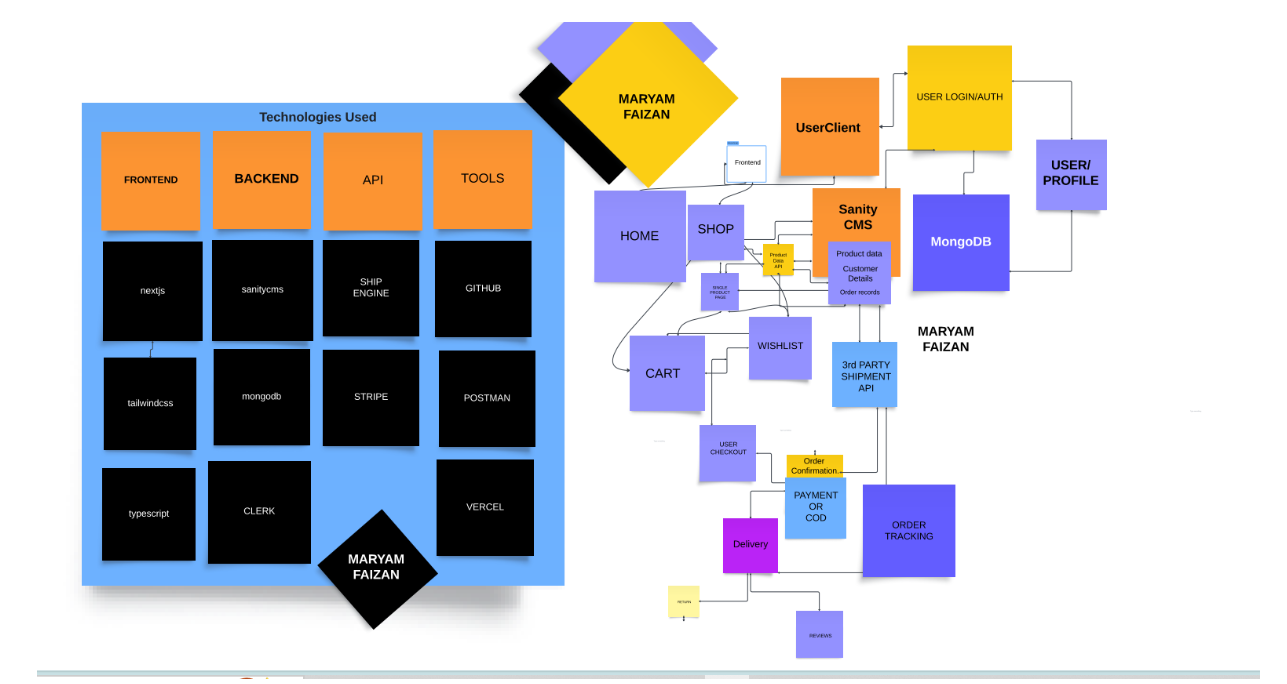 Technologies Used
FRONTEND
BACKEND
API
TOOLS
nextjs
sanitycms
SHIP
ENGINE
GITHUB
tailwindcss
mongodb
STRIPE
POSTMAN
typescript
CLERK
VERCEL
MARYAM
FAIZAN
MARYAM
FAIZAN
UserClient
USER LOGIN/AUTH
Frontend
USER/
PROFILE
HOME
SHOP
Sanity
CMS
MongoDB
Product
Data
API
Product data
Customer
Details
Order records
SINGLE
PRODUCT
PAGE
WISHLIST
CART
3rd PARTY
SHIPMENT
API
MARYAM
FAIZAN
USER
CHECKOUT
Order
Confirmation..
PAYMENT
OR
COD
ORDER
TRACKING
Delivery
RETURN
REVIEWS